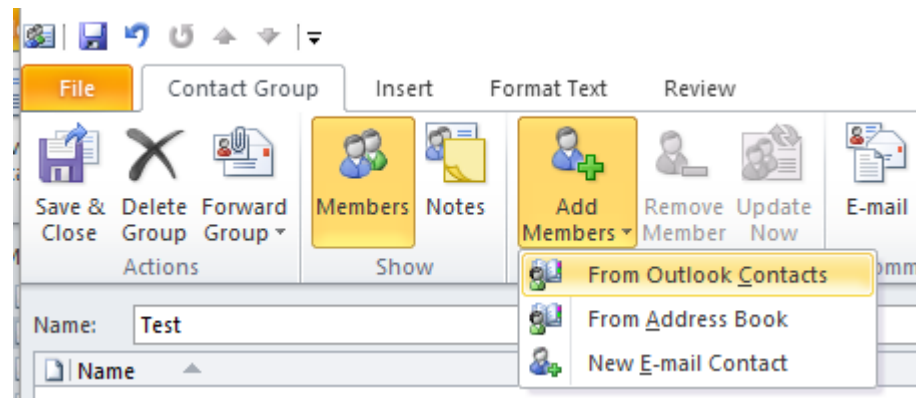 File Contact Group Insert Format Text Review
Save & Delete Forward Members Notes Add Remove Update E-mail
Close Group Group Members Member Now
Actions Show
From Outlook Contacts
From Address Book
New E-mail Contact
Name: Test
Name